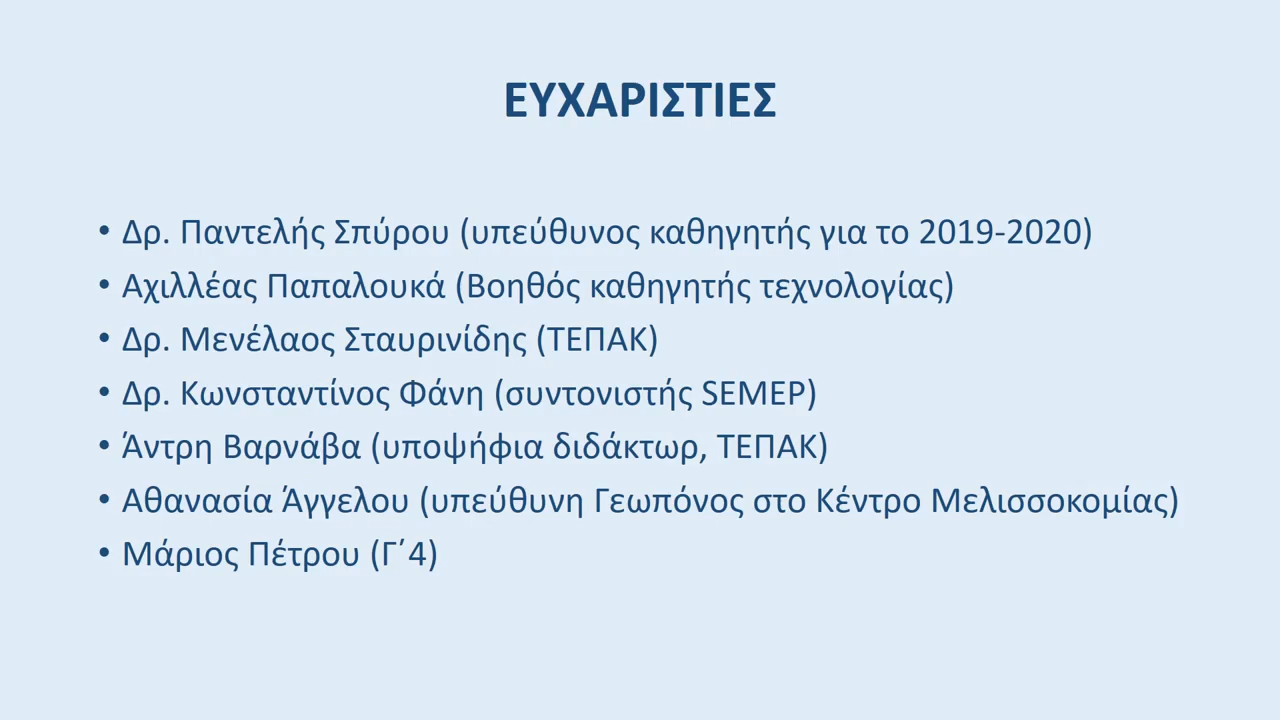 ΕΥΧΑΡΙΣΤΙΕΣ
• Δρ. Παντελής Σπύρου (υπεύθυνος καθηγητής για το 2019-2020)
• Αχιλλέας Παπαλουκά (Βοηθός καθηγητής τεχνολογίας)
• Δρ. Μενέλαος Σταυρινίδης (ΤΕΠΑΚ)
• Δρ. Κωνσταντίνος Φάνη (συντονιστής SEMEP)
• Άντρη Βαρνάβα (υποψήφια διδάκτωρ, ΤΕΠΑΚ)
• Αθανασία Άγγελου (υπεύθυνη Γεωπόνος στο Κέντρο Μελισσοκομίας)
• Μάριος Πέτρου (Γ΄4)